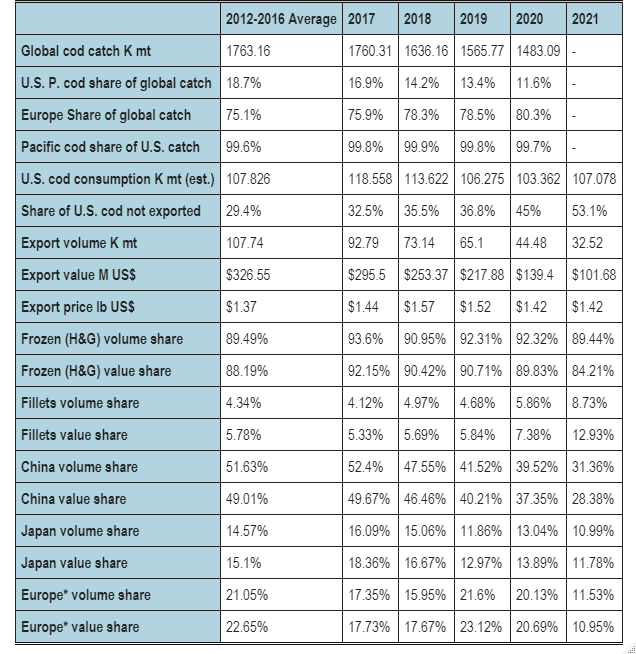 2012-2016 Average 2017 2018 2019 2020 2021
Global cod catch K mt 1763.16 1760.31 1636.16 1565.77 1483.09 -
U.S. P. cod share of global catch 18.7% 16.9% 14.2% 13.4% 11.6% -
Europe Share of global catch 75.1% 75.9% 78.3% 78.5% 80.3% -
Pacific cod share of U.S. catch 99.6% 99.8% 99.9% 99.8% 99.7% -
U.S. cod consumption K mt (est.) 107.826 118.558 113.622 106.275 103.362 107.078
Share of U.S. cod not exported 29.4% 32.5% 35.5% 36.8% 45% 53.1%
Export volume K mt 107.74 92.79 73.14 65.1 44.48 32.52
Export value M US$ $326.55 $295.5 $253.37 $217.88 $139.4 $101.68
Export price lb US$ $1.37 $1.44 $1.57 $1.52 $1.42 $1.42
Frozen (H&G) volume share 89.49% 93.6% 90.95% 92.31% 92.32% 89.44%
Frozen (H&G) value share 88.19% 92.15% 90.42% 90.71% 89.83% 84.21%
Fillets volume share 4.34% 4.12% 4.97% 4.68% 5.86% 8.73%
Fillets value share 5.78% 5.33% 5.69% 5.84% 7.38% 12.93%
China volume share 51.63% 52.4% 47.55% 41.52% 39.52% 31.36%
China value share 49.01% 49.67% 46.46% 40.21% 37.35% 28.38%
Japan volume share 14.57% 16.09% 15.06% 11.86% 13.04% 10.99%
Japan value share 15.1% 18.36% 16.67% 12.97% 13.89% 11.78%
Europe* volume share 21.05% 17.35% 15.95% 21.6% 20.13% 11.53%
Europe* value share 22.65% 17.73% 17.67% 23.12% 20.69% 10.95%